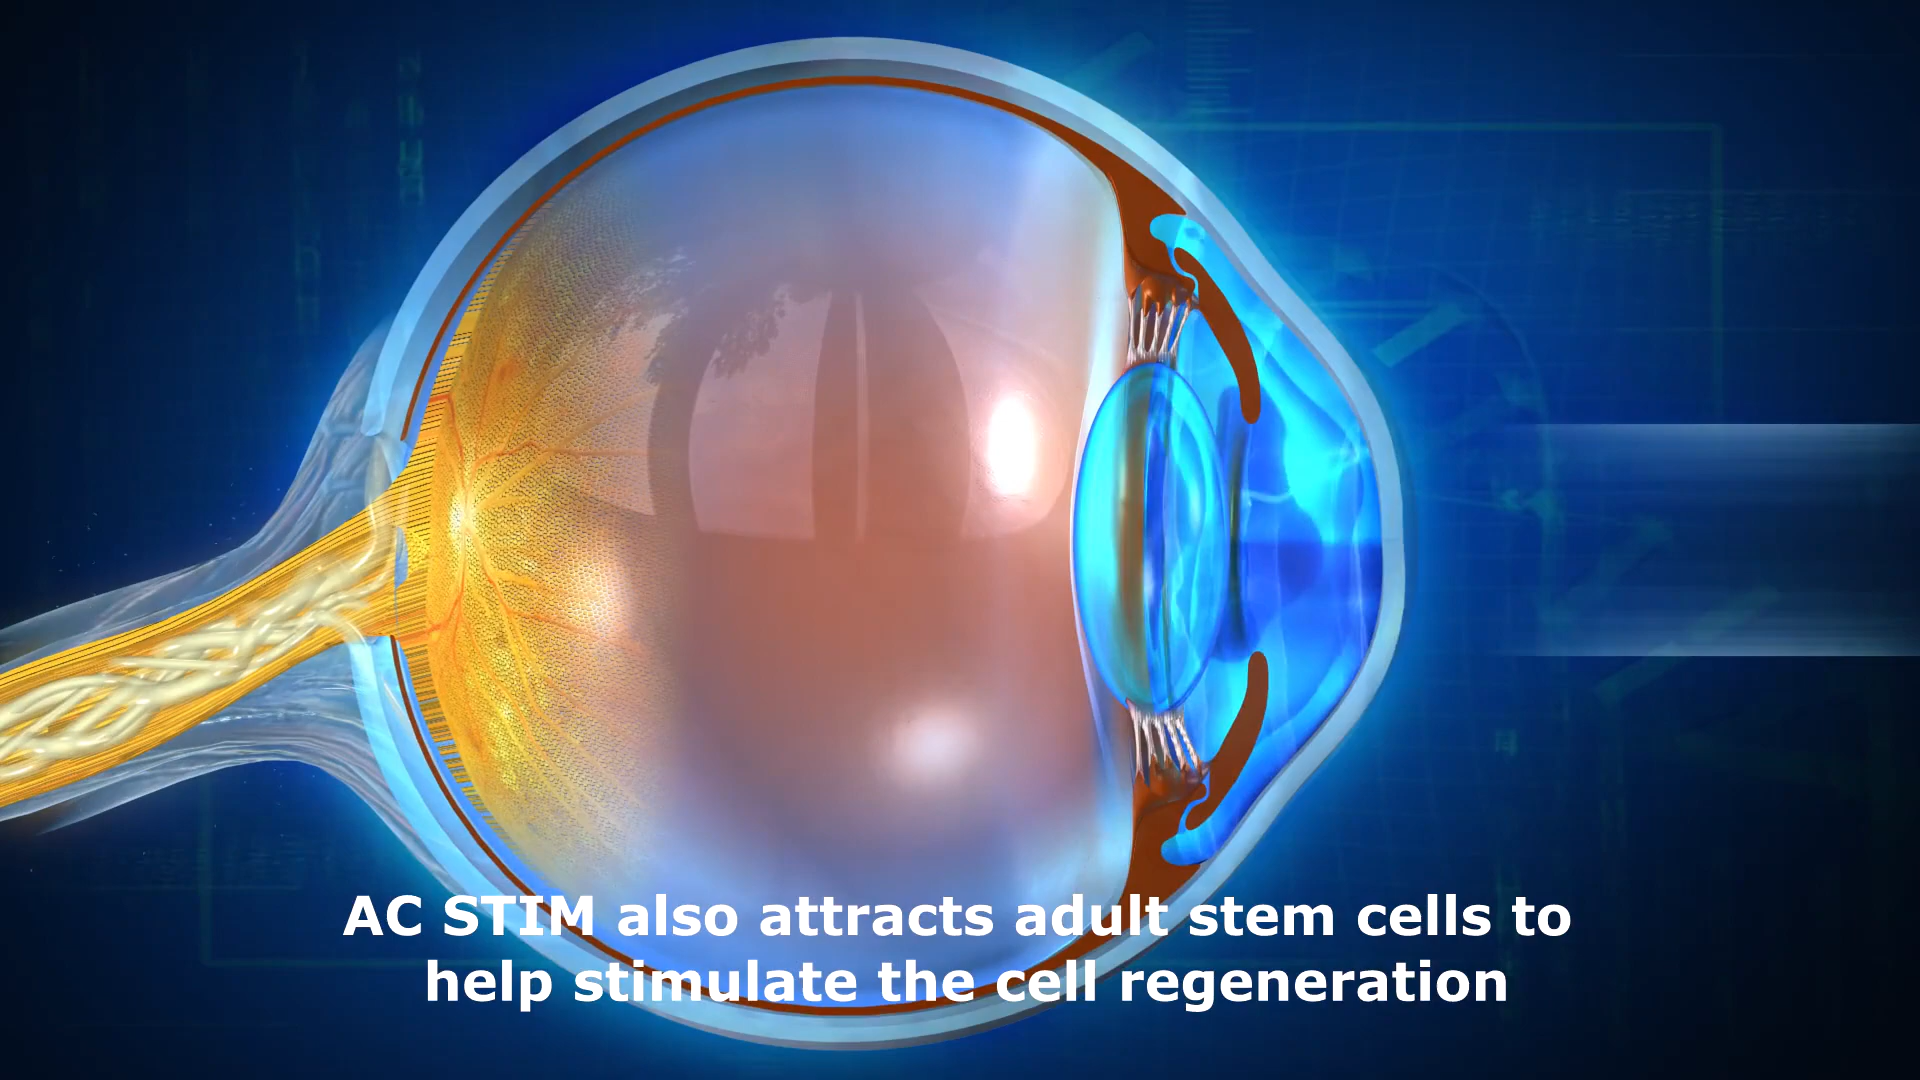 AC STIM also attracts adult stem cells to
help stimulate the cell regeneration